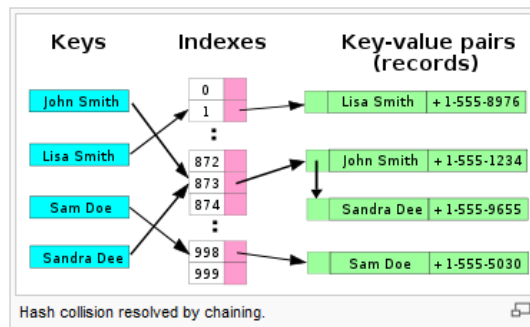 Keys
Indexes
Key-value pairs
(records)
John Smith
Lisa Smith
Sam Doe
Sandra Dee
0
1
:
872
873
874
:
998
999
Lisa Smith +1-555-8976
John Smith +1-555-1234
Sandra Dee +1-555-9655
Sam Doe +1-555-5030
Hash collision resolved by chaining.